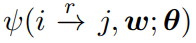 ψ(i →^r j, w; θ)